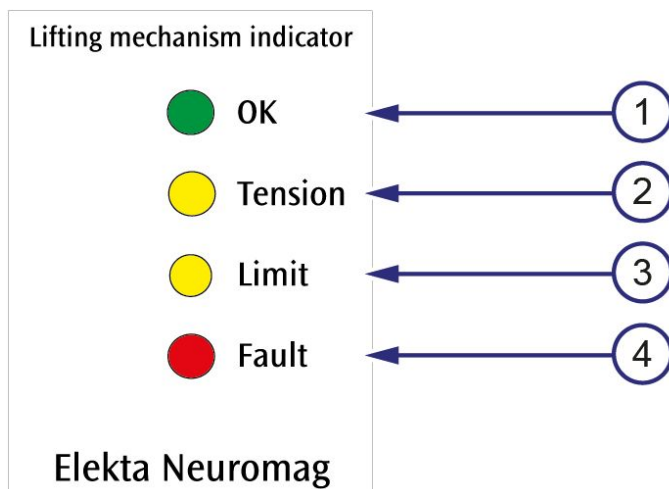 Lifting mechanism indicator
OK 1
Tension 2
Limit 3
Fault 4
Elekta Neuromag